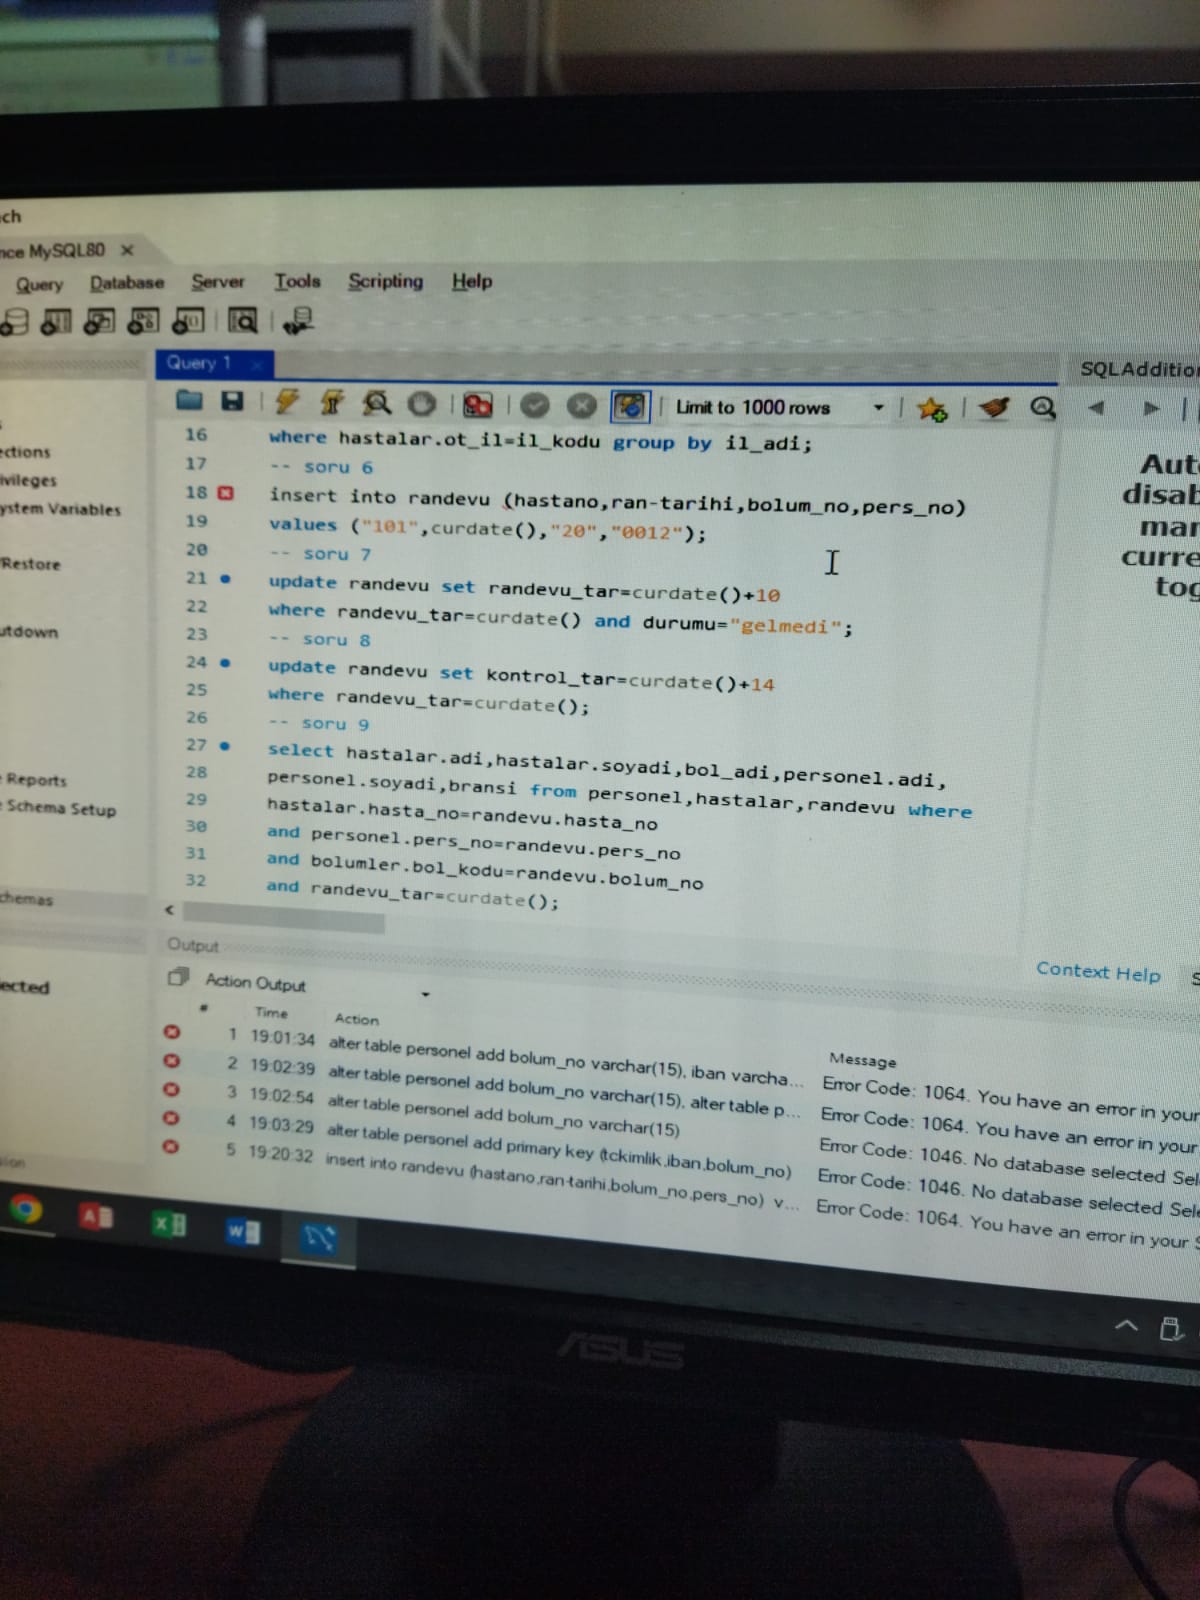 ch
nce MySQL80
Query Database Server Tools Scripting Help
Query 1
SQLAdditio
Limit to 1000 rows
16 where hastalar.ot_il=il_kodu group by il_adi;
17 -- soru 6
18 insert into randevu (hastano,ran-tarihi,bolum_no,pers_no)
19 values ("101",curdate(),"20","0012");
20 -- soru 7
21 update randevu set randevu_tar=curdate()+10
22 where randevu_tar=curdate() and durumu="gelmedi";
23 -- soru 8
24 update randevu set kontrol_tar=curdate()+14
25 where randevu_tar=curdate();
26 -- soru 9
27 select hastalar.adi,hastalar.soyadi,bol_adi,personel.adi,
28 personel.soyadi,bransi from personel,hastalar,randevu where
29 hastalar.hasta_no=randevu.hasta_no
30 and personel.pers_no=randevu.pers_no
31 and bolumler.bol_kodu=randevu.bolum_no
32 and randevu_tar=curdate();
ections
ivileges
ystem Variables
/Restore
utdown
Reports
Schema Setup
chemas
ected
Aut
disab
mar
curre
tog
Context Help S
Output
Action Output
# Time Action Message
1 19:01:34 alter table personel add bolum_no varchar(15), iban varcha... Error Code: 1064. You have an error in your
2 19:02:39 alter table personel add bolum_no varchar(15), alter table p... Error Code: 1064. You have an error in your
3 19:02:54 alter table personel add bolum_no varchar(15) Error Code: 1046. No database selected Sel
4 19:03:29 alter table personel add primary key (tckimlik,iban,bolum_no) Error Code: 1046. No database selected Sele
5 19:20:32 insert into randevu (hastano,ran-tarihi,bolum_no,pers_no) v... Error Code: 1064. You have an error in your S
ASUS